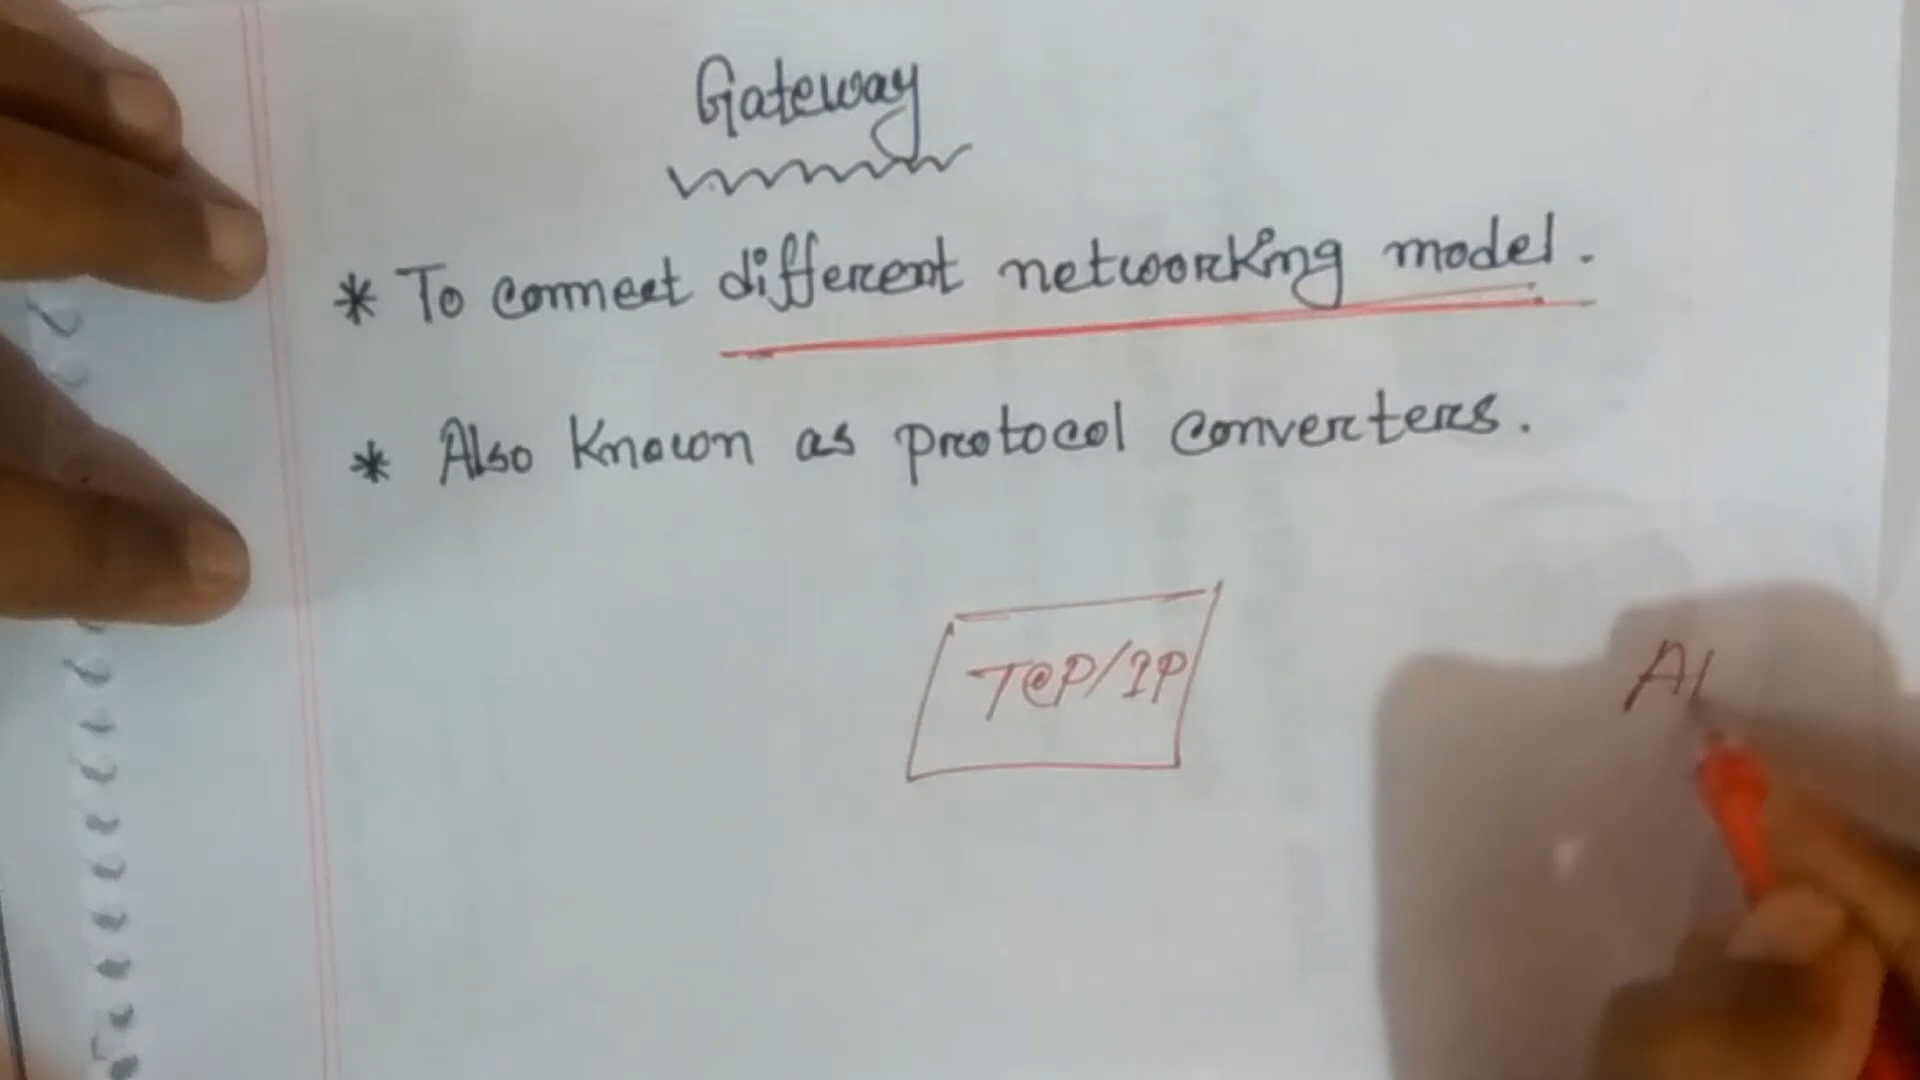 Gateway
* To connect different networking model.
* Also known as protocol converters.
TCP/IP